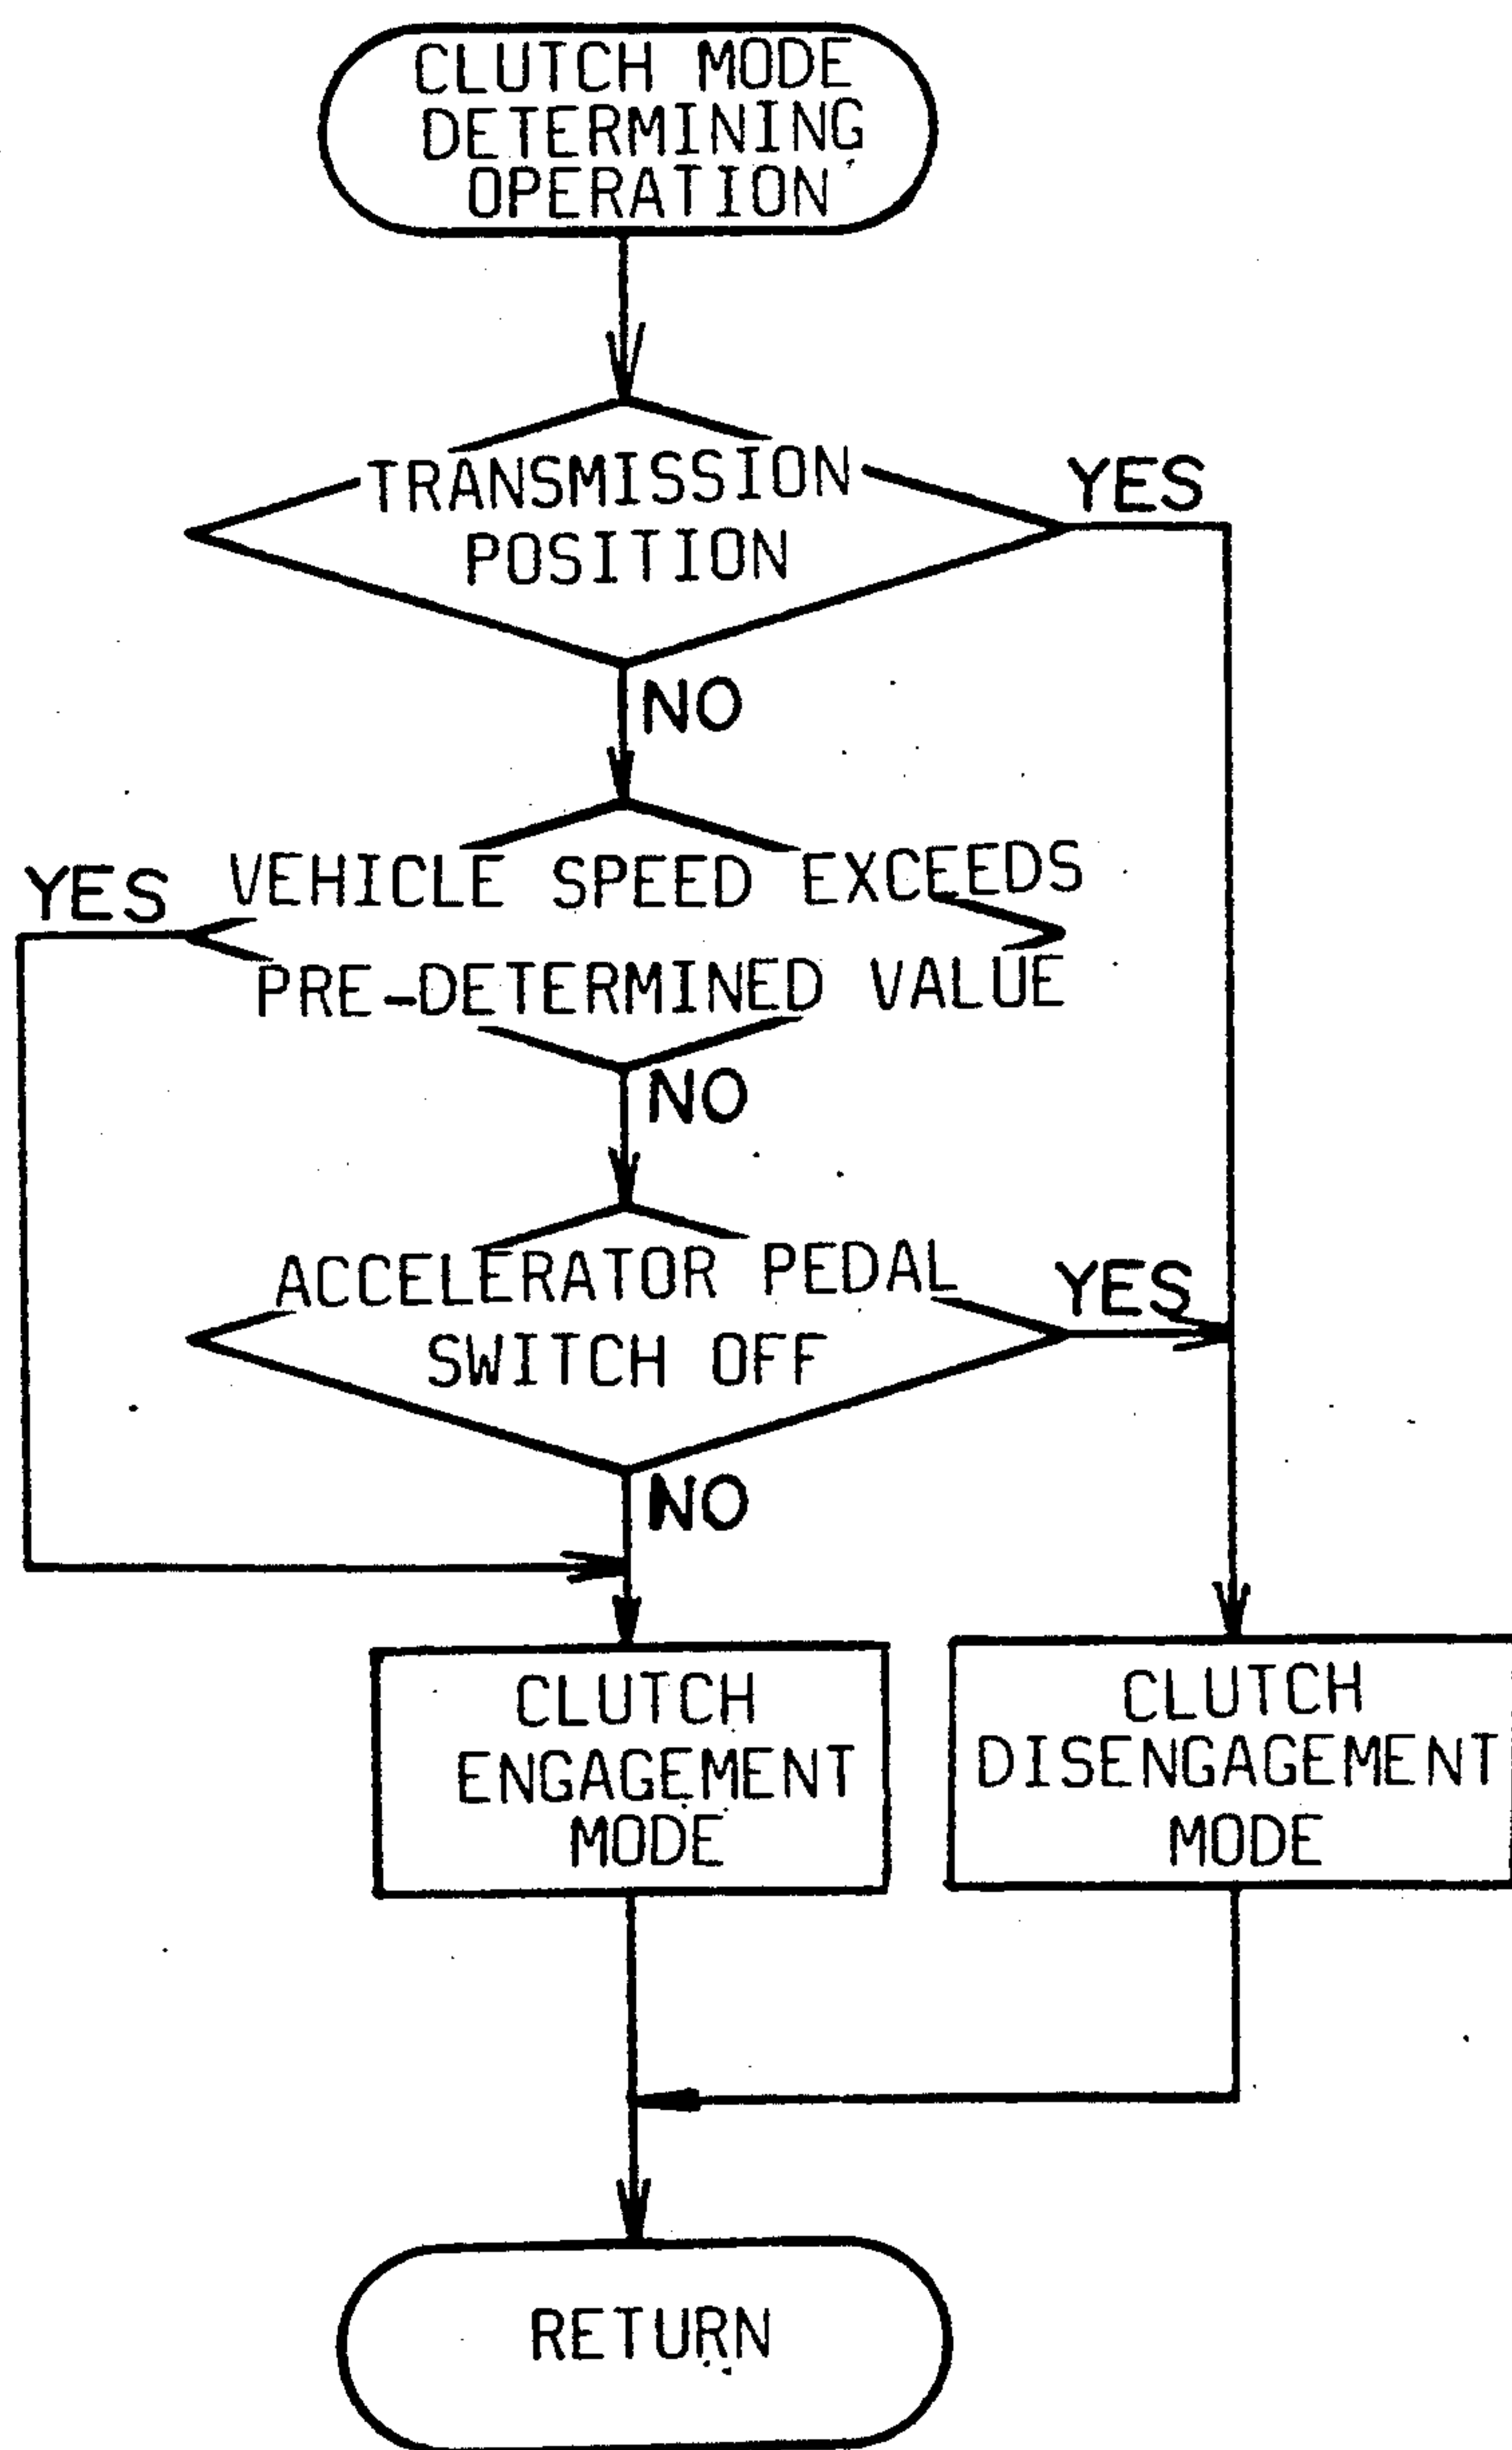 CLUTCH MODE
DETERMINING
OPERATION
TRANSMISSION
POSITION
YES
NO
VEHICLE SPEED EXCEEDS
YES
PRE-DETERMINED VALUE
NO
ACCELERATOR PEDAL
SWITCH OFF
YES
NO
CLUTCH
ENGAGEMENT
MODE
CLUTCH
DISENGAGEMENT
MODE
RETURN